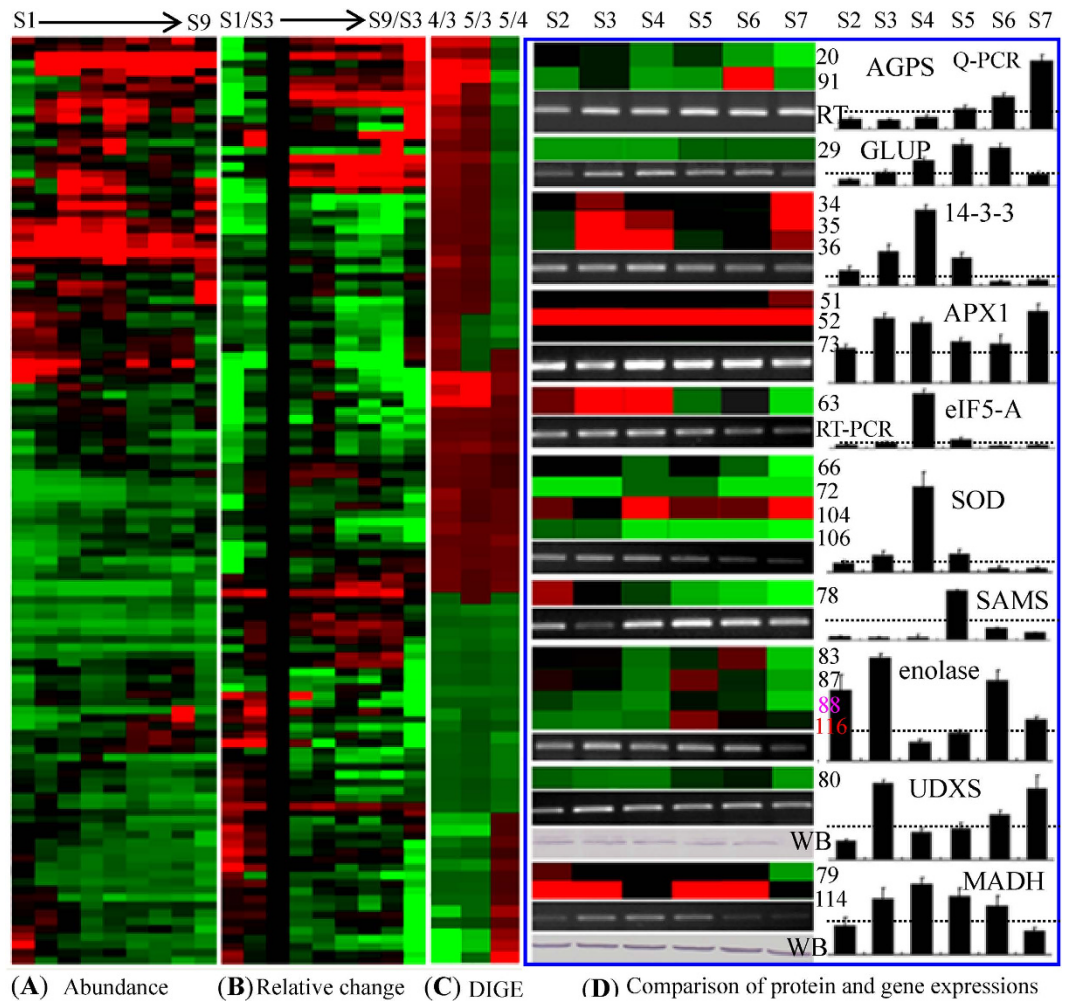 S1 S9 S1/S3 S9/S3 4/3 5/3 5/4 S2 S3 S4 S5 S6 S7 S2 S3 S4 S5 S6 S7
20 AGPS Q-PCR
91
RT
29 GLUP
34 14-3-3
35
36
51 APX1
52
73
63 eIF5-A
RT-PCR
66
72 SOD
104
106
78 SAMS
83
87 enolase
88
116
80 UDXS
WB
79 MADH
114
WB
(A) Abundance (B) Relative change (C) DIGE (D) Comparison of protein and gene expressions